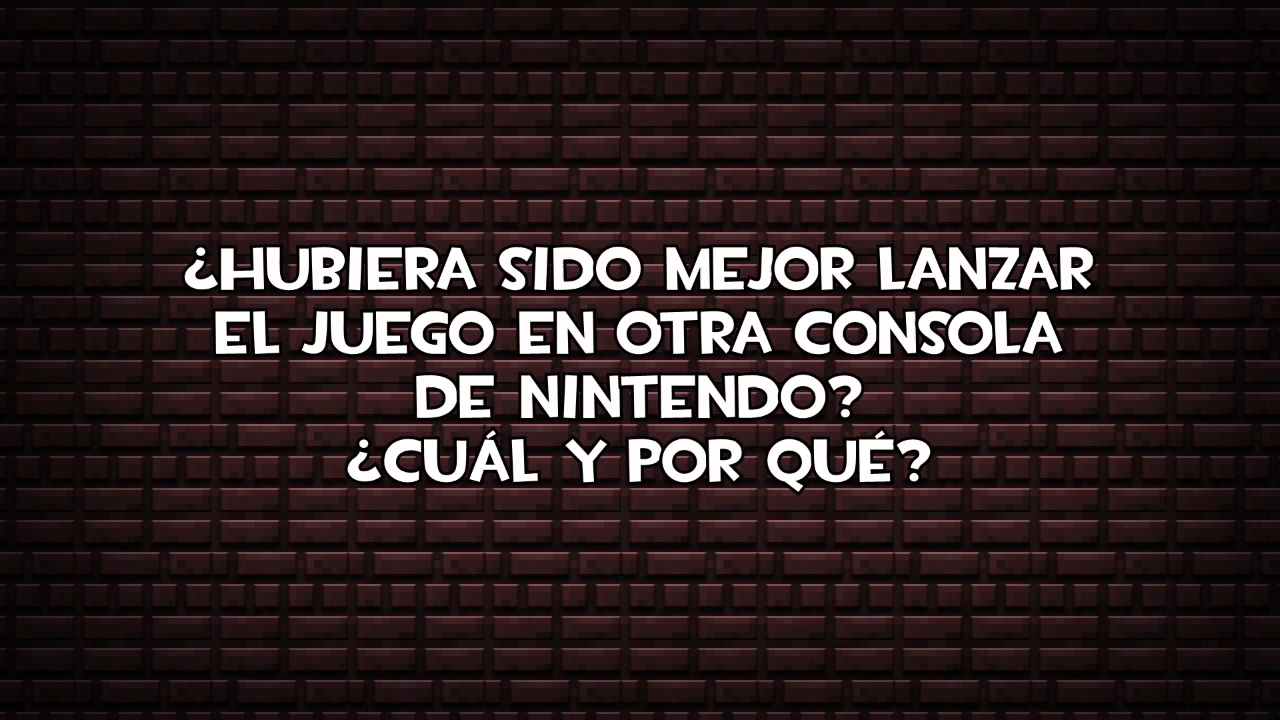 ¿HUBIERA SIDO MEJOR LANZAR
EL JUEGO EN OTRA CONSOLA
DE NINTENDO?
¿CUÁL Y POR QUÉ?